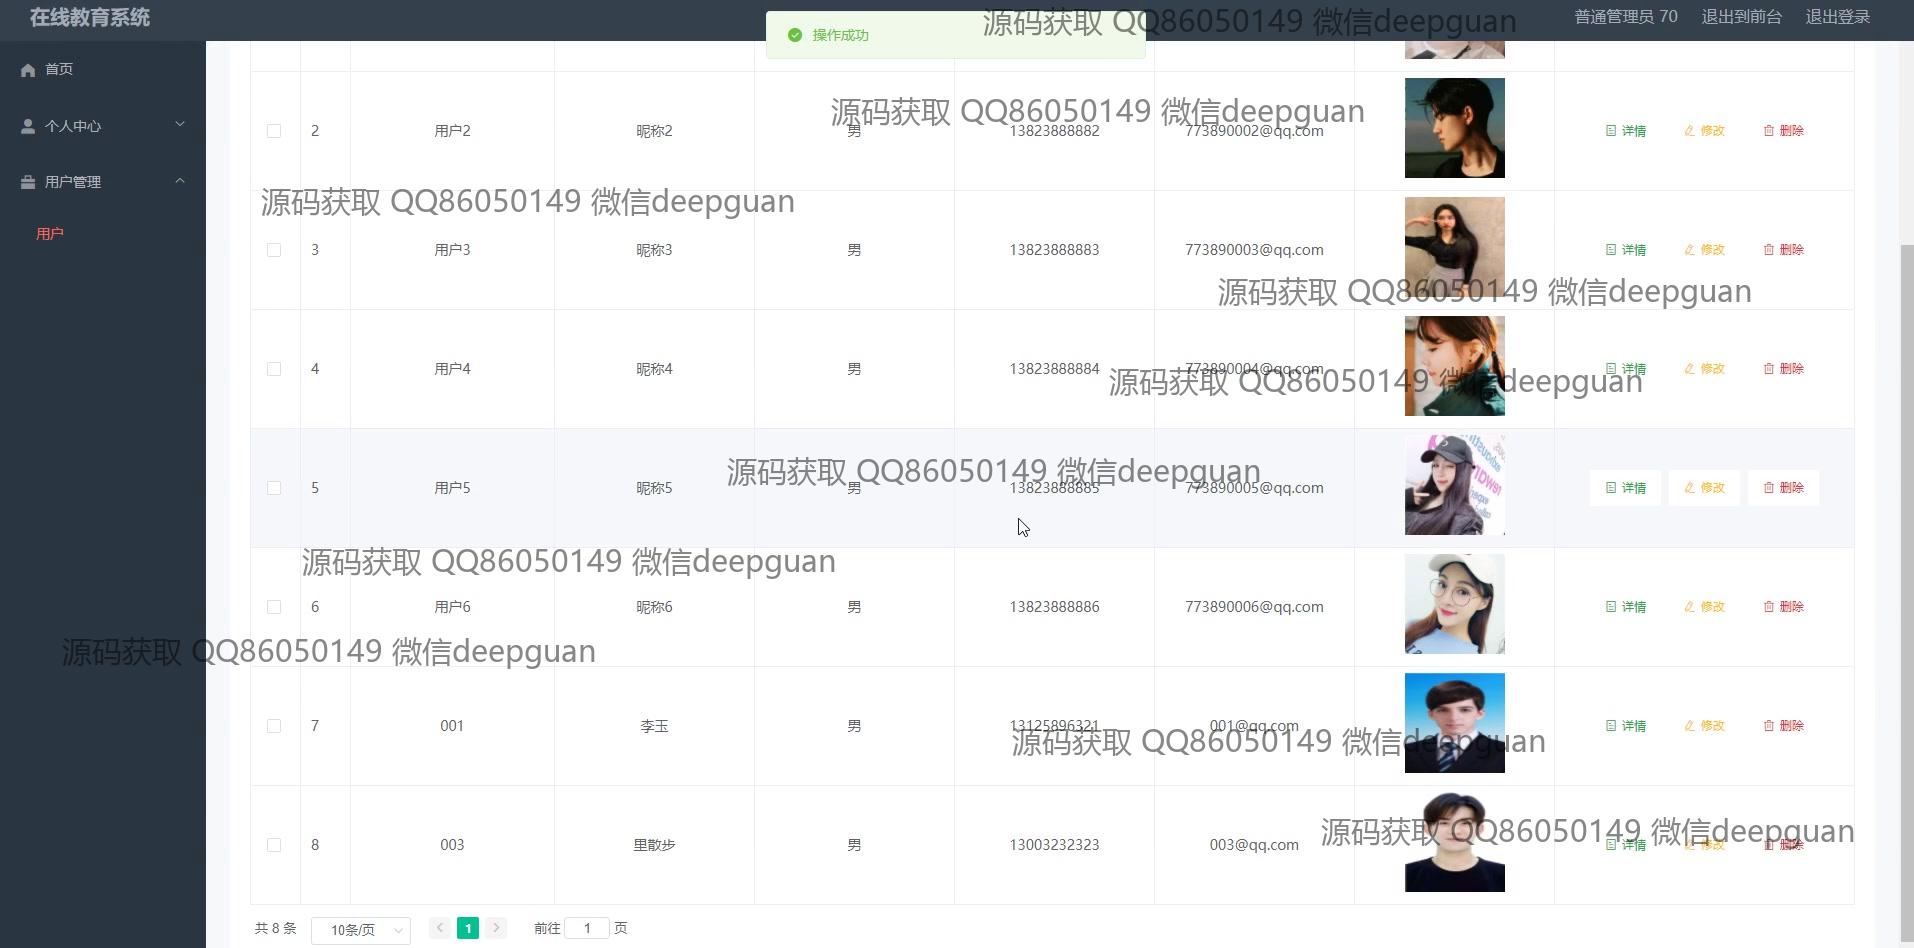 在线教育系统
普通管理员 70 退出到前台 退出登录
操作成功
源码获取 QQ86050149 微信deepguan
首页
个人中心
用户管理
用户
源码获取 QQ86050149 微信deepguan
2 用户2 昵称2 男 13823888882 773890002@qq.com 详情 修改 删除
源码获取 QQ86050149 微信deepguan
3 用户3 昵称3 男 13823888883 773890003@qq.com 详情 修改 删除
源码获取 QQ86050149 微信deepguan
4 用户4 昵称4 男 13823888884 773890004@qq.com 详情 修改 删除
源码获取 QQ86050149 微信deepguan
源码获取 QQ86050149 微信deepguan
5 用户5 昵称5 男 13823888885 773890005@qq.com 详情 修改 删除
源码获取 QQ86050149 微信deepguan
6 用户6 昵称6 男 13823888886 773890006@qq.com 详情 修改 删除
源码获取 QQ86050149 微信deepguan
7 001 李玉 男 13125896321 001@qq.com 详情 修改 删除
源码获取 QQ86050149 微信deepguan
源码获取 QQ86050149 微信deepguan
8 003 里散步 男 13003232323 003@qq.com 详情 修改 删除
共 8 条 10条/页 1 前往 1 页